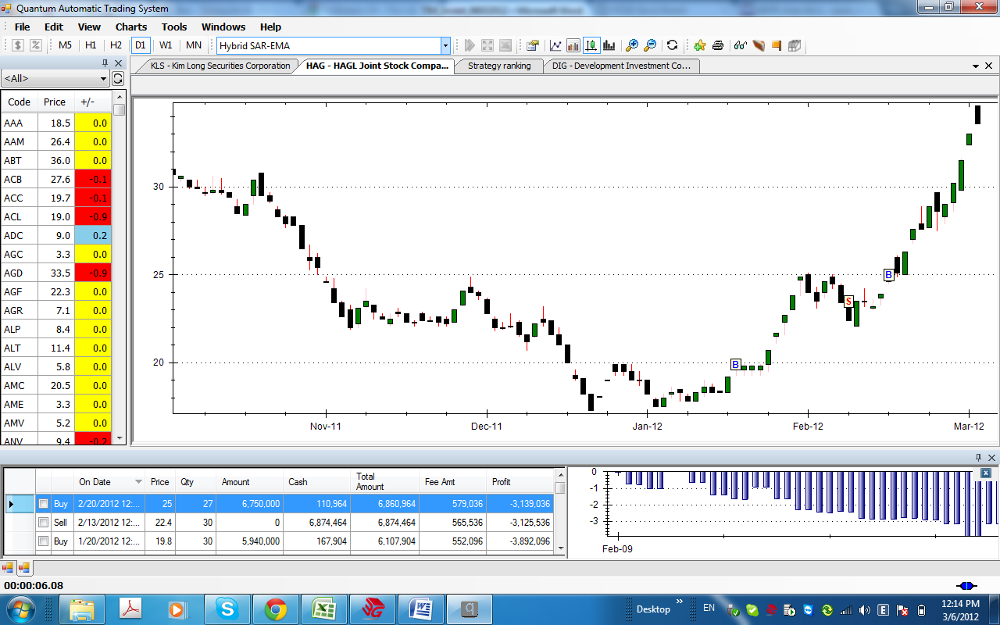 Quantum Automatic Trading System
File Edit View Charts Tools Windows Help
$ % M5 H1 H2 D1 W1 MN Hybrid SAR-EMA
KLS - Kim Long Securities Corporation HAG - HAGL Joint Stock Compa... Strategy ranking DIG - Development Investment Co...
<All>
Code Price +/-
AAA 18.5 0.0
AAM 26.4 0.0
ABT 36.0 0.0
ACB 27.6 -0.1
ACC 19.7 -0.1
ACL 19.0 -0.9
ADC 9.0 0.2
AGC 3.3 0.0
AGD 33.5 -0.9
AGF 22.3 0.0
AGR 7.1 0.0
ALP 8.4 0.0
ALT 11.4 0.0
ALV 5.8 0.0
AMC 20.5 0.0
AME 3.3 0.0
AMV 5.2 0.0
ANV 9.4 -0.2
30
25
20
B
S
B
Nov-11 Dec-11 Jan-12 Feb-12 Mar-12
On Date Price Qty Amount Cash Total Amount Fee Amt Profit
Buy 2/20/2012 12:... 25 27 6,750,000 110,964 6,860,964 579,036 -3,139,036
Sell 2/13/2012 12:... 22.4 30 0 6,874,464 6,874,464 565,536 -3,125,536
Buy 1/20/2012 12:... 19.8 30 5,940,000 167,904 6,107,904 552,096 -3,892,096
0
-1
-2
-3
Feb-09
00:00:06.08
Desktop » EN
12:14 PM
3/6/2012